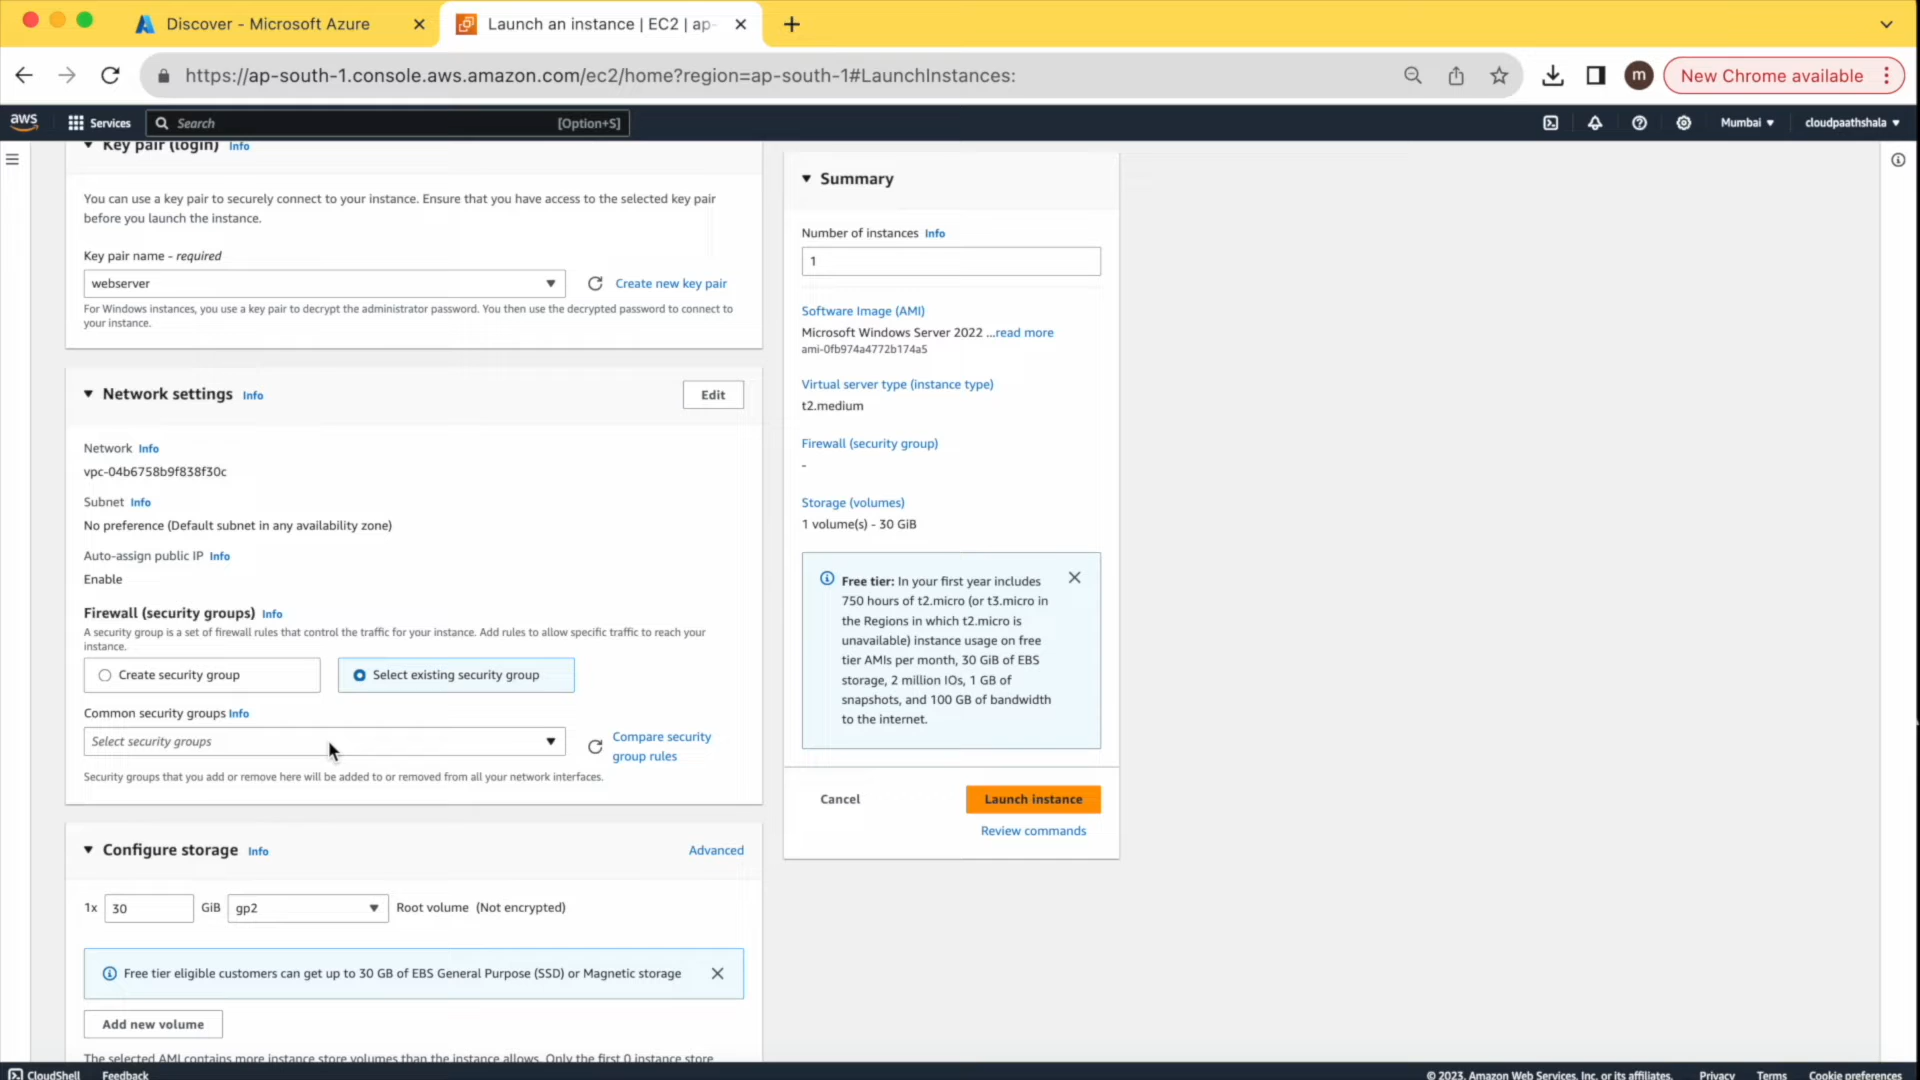 Discover - Microsoft Azure
Launch an instance | EC2 | ap-
https://ap-south-1.console.aws.amazon.com/ec2/home?region=ap-south-1#LaunchInstances:
m
New Chrome available
aws
Services
Search
[Option+S]
Mumbai
cloudpaathshala
Key pair (login) Info
You can use a key pair to securely connect to your instance. Ensure that you have access to the selected key pair
before you launch the instance.
Key pair name - required
webserver
Create new key pair
For Windows instances, you use a key pair to decrypt the administrator password. You then use the decrypted password to connect to
your instance.
Network settings Info
Edit
Network Info
vpc-04b6758b9f838f30c
Subnet Info
No preference (Default subnet in any availability zone)
Auto-assign public IP Info
Enable
Firewall (security groups) Info
A security group is a set of firewall rules that control the traffic for your instance. Add rules to allow specific traffic to reach your
instance.
Create security group
Select existing security group
Common security groups Info
Select security groups
Compare security
group rules
Security groups that you add or remove here will be added to or removed from all your network interfaces.
Configure storage Info
Advanced
1x
30
GiB
gp2
Root volume (Not encrypted)
Free tier eligible customers can get up to 30 GB of EBS General Purpose (SSD) or Magnetic storage
Add new volume
The selected AMI contains more instance store volumes than the instance allows. Only the first 0 instance store
Summary
Number of instances Info
1
Software Image (AMI)
Microsoft Windows Server 2022 ...read more
ami-0fb974a4772b174a5
Virtual server type (instance type)
t2.medium
Firewall (security group)
-
Storage (volumes)
1 volume(s) - 30 GiB
Free tier: In your first year includes
750 hours of t2.micro (or t3.micro in
the Regions in which t2.micro is
unavailable) instance usage on free
tier AMIs per month, 30 GiB of EBS
storage, 2 million IOs, 1 GB of
snapshots, and 100 GB of bandwidth
to the internet.
Cancel
Launch instance
Review commands
CloudShell
Feedback
© 2023, Amazon Web Services, Inc. or its affiliates.
Privacy
Terms
Cookie preferences